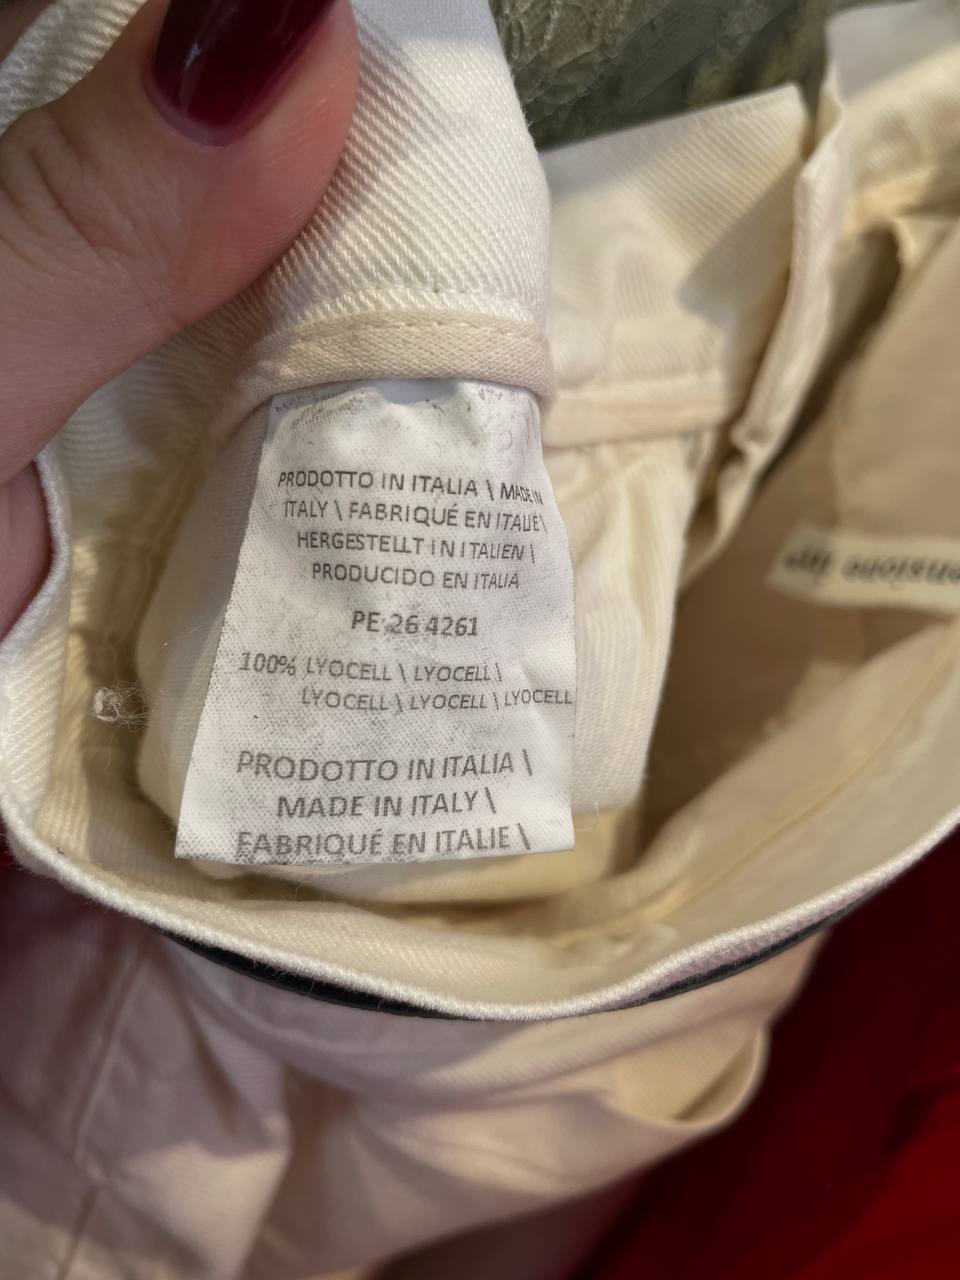 PRODOTTO IN ITALIA \ MADE IN
ITALY \ FABRIQUÉ EN ITALIE \
HERGESTELLT IN ITALIEN \
PRODUCIDO EN ITALIA
PE 26 4261
100% LYOCELL \ LYOCELL \
LYOCELL \ LYOCELL \ LYOCELL
PRODOTTO IN ITALIA \
MADE IN ITALY \
FABRIQUÉ EN ITALIE \